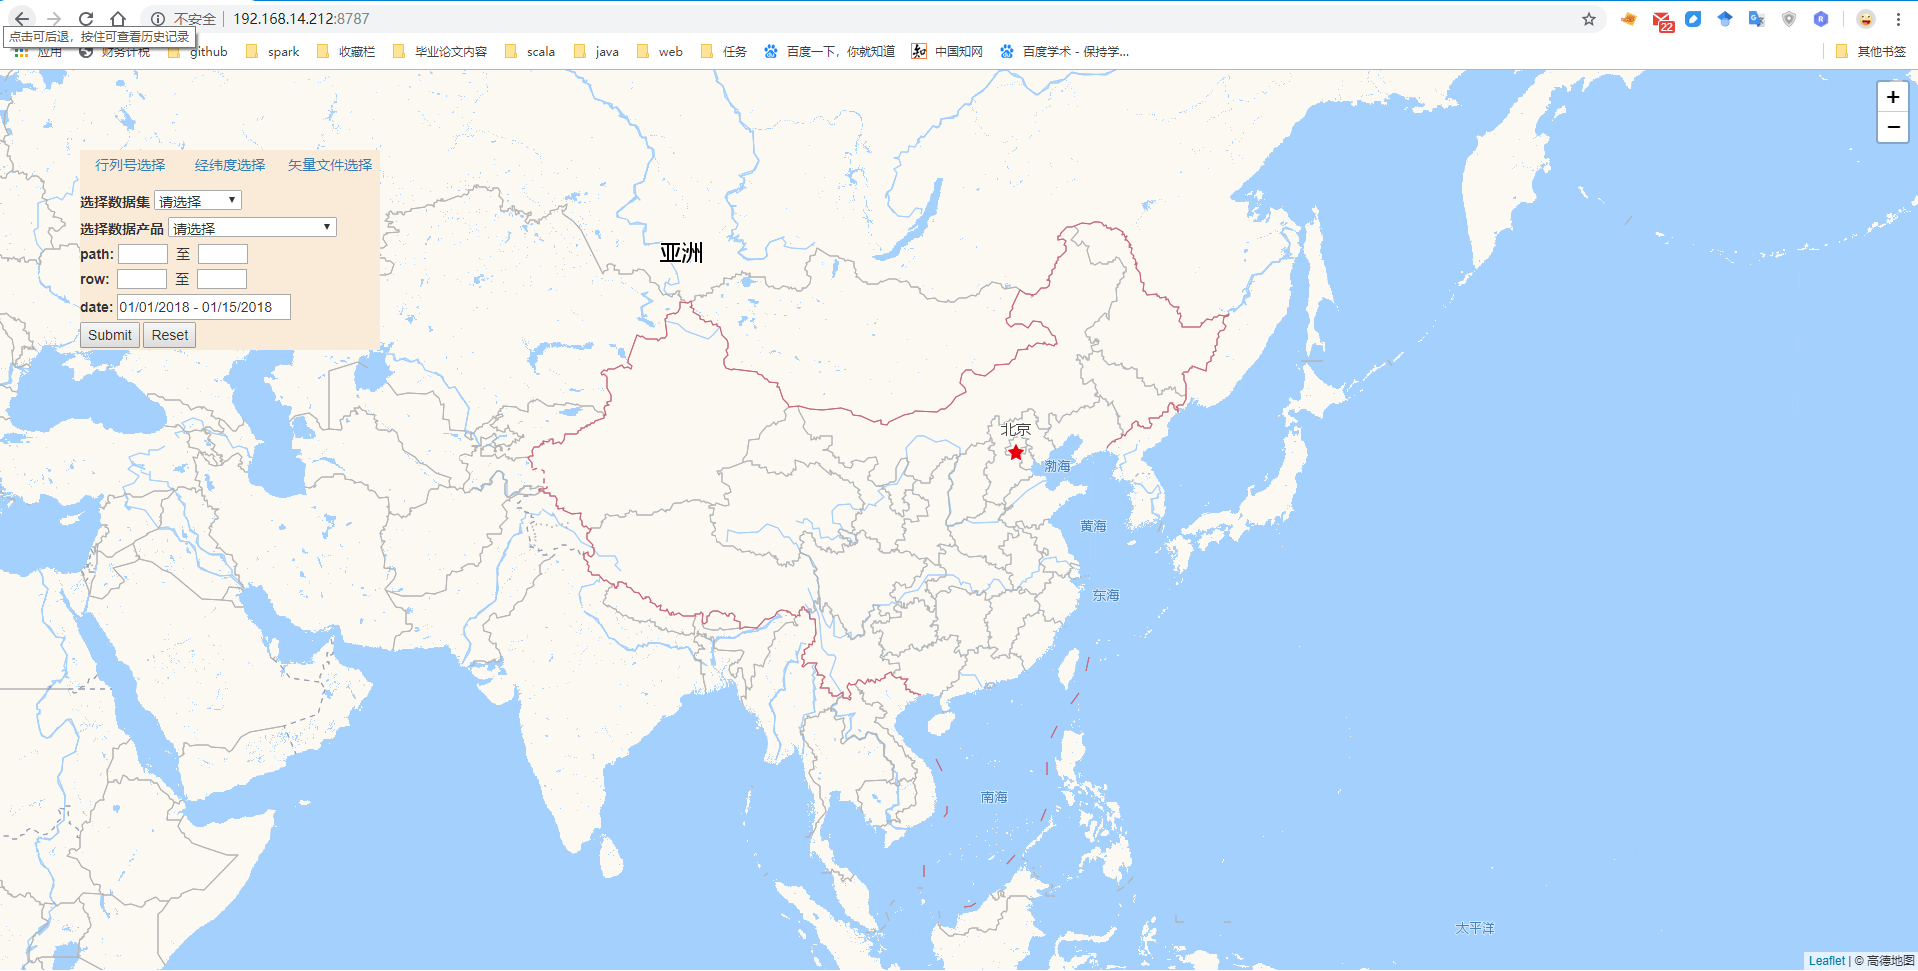 不安全 | 192.168.14.212:8787
22
点击可后退，按住可查看历史记录
应用 财务计税 github spark 收藏栏 毕业论文内容 scala java web 任务 百度一下，你就知道 中国知网 百度学术 - 保持学... 其他书签
+
−
行列号选择 经纬度选择 矢量文件选择
选择数据集 请选择
选择数据产品 请选择
path: 至
row: 至
date: 01/01/2018 - 01/15/2018
Submit Reset
亚洲
北京
渤海
黄海
东海
南海
太平洋
Leaflet | © 高德地图